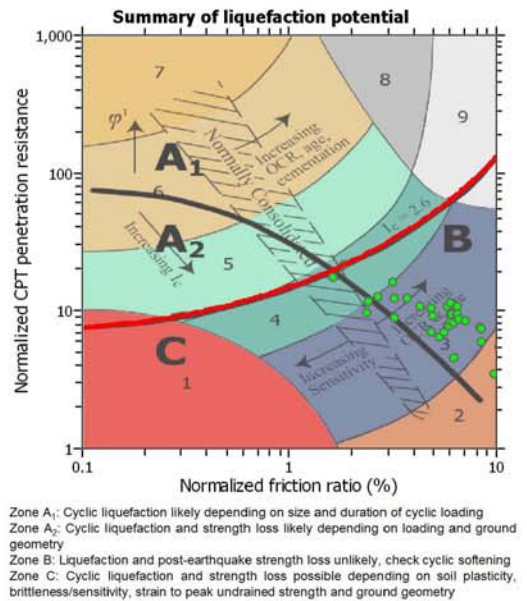 Summary of liquefaction potential
1,000
100
10
1
Normalized CPT penetration resistance
7
8
9
φ'
A1
Increasing
OCR, age,
cementation
Normally Consolidated
6
A2
Increasing Ic
5
Ic = 2.6
B
4
C
1
Increasing
Sensitivity
3
2
0.1
1
10
Normalized friction ratio (%)
Zone A1: Cyclic liquefaction likely depending on size and duration of cyclic loading
Zone A2: Cyclic liquefaction and strength loss likely depending on loading and ground
geometry
Zone B: Liquefaction and post-earthquake strength loss unlikely, check cyclic softening
Zone C: Cyclic liquefaction and strength loss possible depending on soil plasticity,
brittleness/sensitivity, strain to peak undrained strength and ground geometry